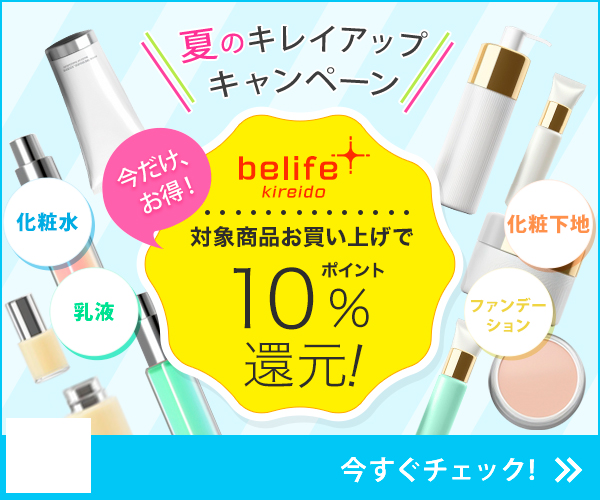 夏のキレイアップ
キャンペーン
今だけ、
お得！
belife
kireido
対象商品お買い上げで
10%
ポイント
還元!
化粧水
乳液
化粧下地
ファンデー
ション
今すぐチェック!